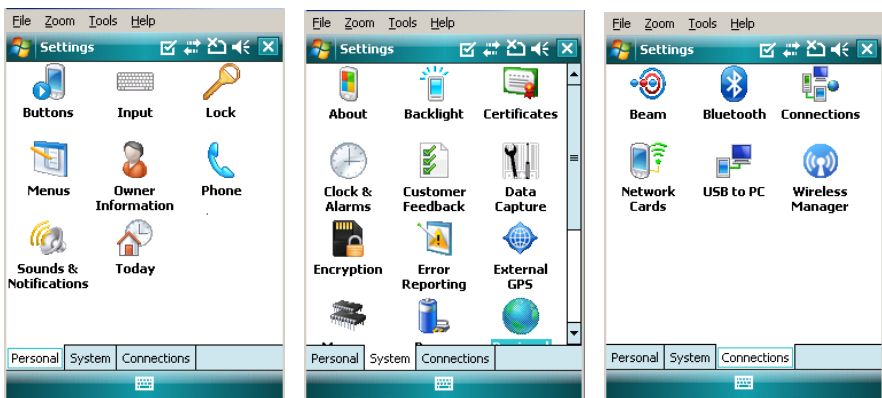 File Zoom Tools Help
Settings
Buttons Input Lock
Menus Owner Information Phone
Sounds & Notifications Today
Personal System Connections
File Zoom Tools Help
Settings
About Backlight Certificates
Clock & Alarms Customer Feedback Data Capture
Encryption Error Reporting External GPS
Personal System Connections
File Zoom Tools Help
Settings
Beam Bluetooth Connections
Network Cards USB to PC Wireless Manager
Personal System Connections